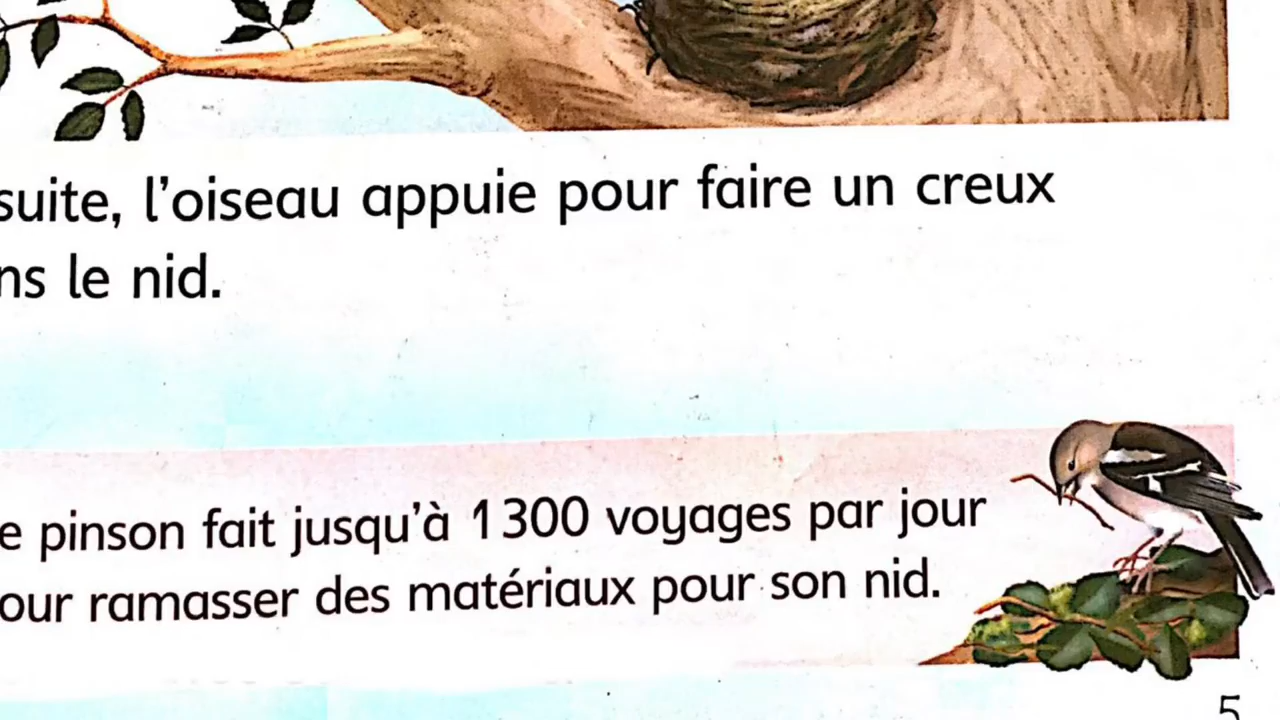 suite, l'oiseau appuie pour faire un creux
ns le nid.
e pinson fait jusqu'à 1300 voyages par jour
our ramasser des matériaux pour son nid.
5